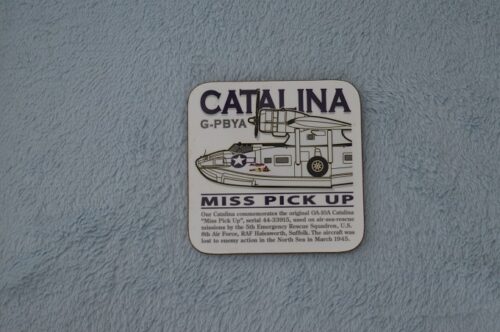 CATALINA
G-PBYA
MISS PICK UP
Our Catalina commemorates the original OA-10A Catalina
"Miss Pick Up", serial 44-33915, used on air-sea-rescue
missions by the 5th Emergency Rescue Squadron, U.S.
8th Air Force, RAF Halesworth, Suffolk. The aircraft was
lost to enemy action in the North Sea in March 1945.